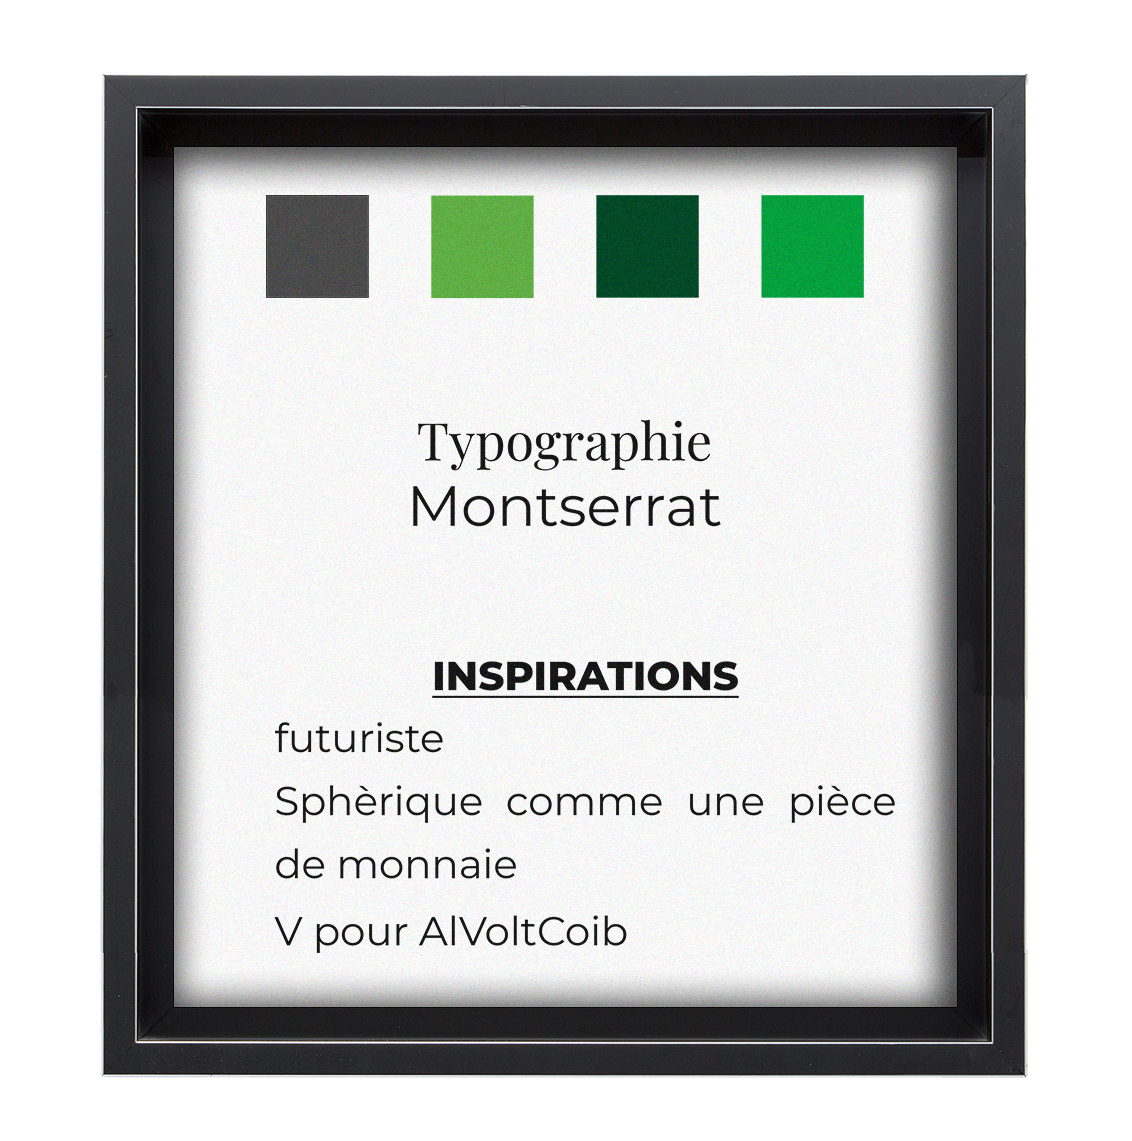 Typographie
Montserrat
INSPIRATIONS
futuriste
Sphèrique comme une pièce
de monnaie
V pour AlVoltCoib